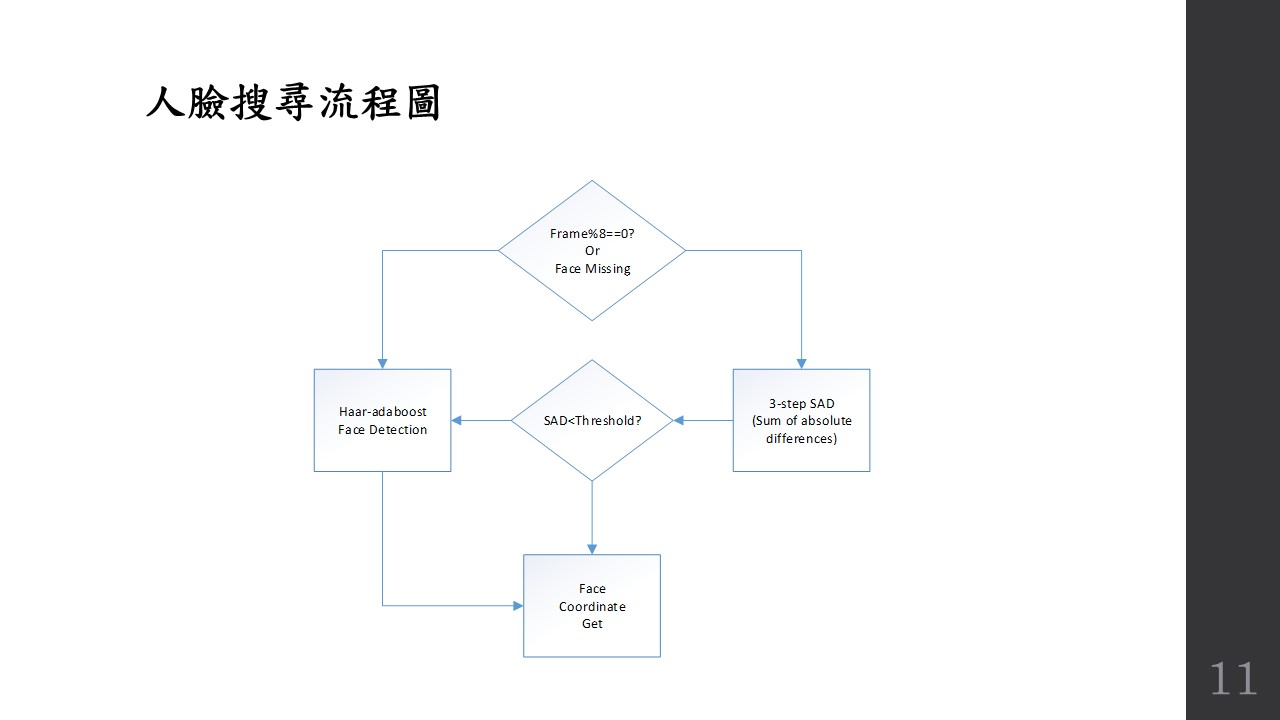 人臉搜尋流程圖
Frame%8==0?
Or
Face Missing
Haar-adaboost
Face Detection
SAD<Threshold?
3-step SAD
(Sum of absolute
differences)
Face
Coordinate
Get
11